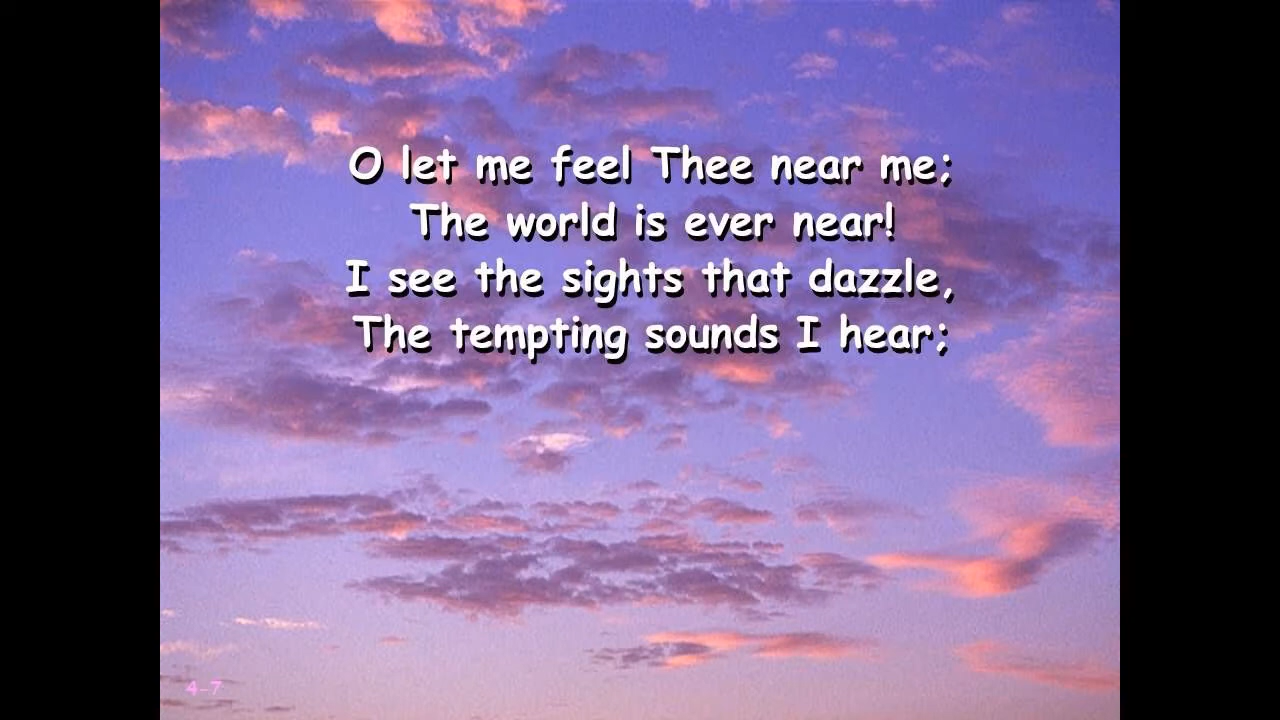 O let me feel Thee near me;
The world is ever near!
I see the sights that dazzle,
The tempting sounds I hear;
4-7